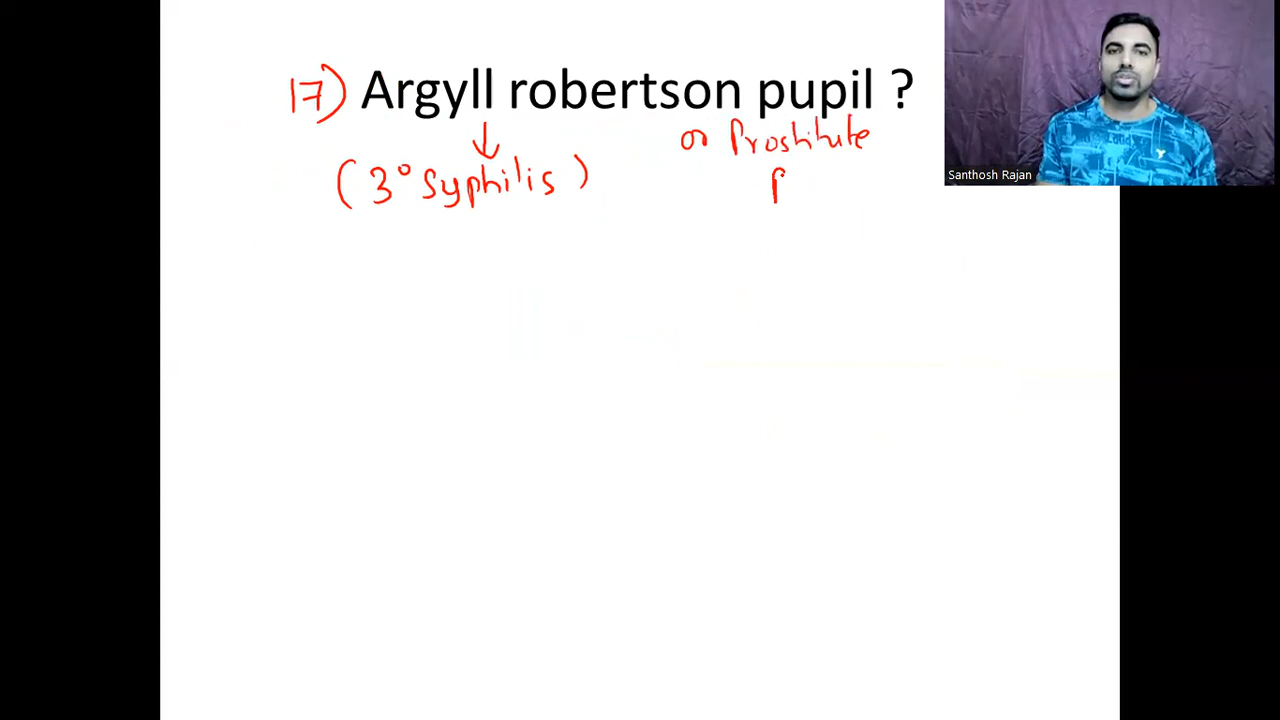 17) Argyll robertson pupil ?
or Prostitute
(3° Syphilis)
P
Santhosh Rajan